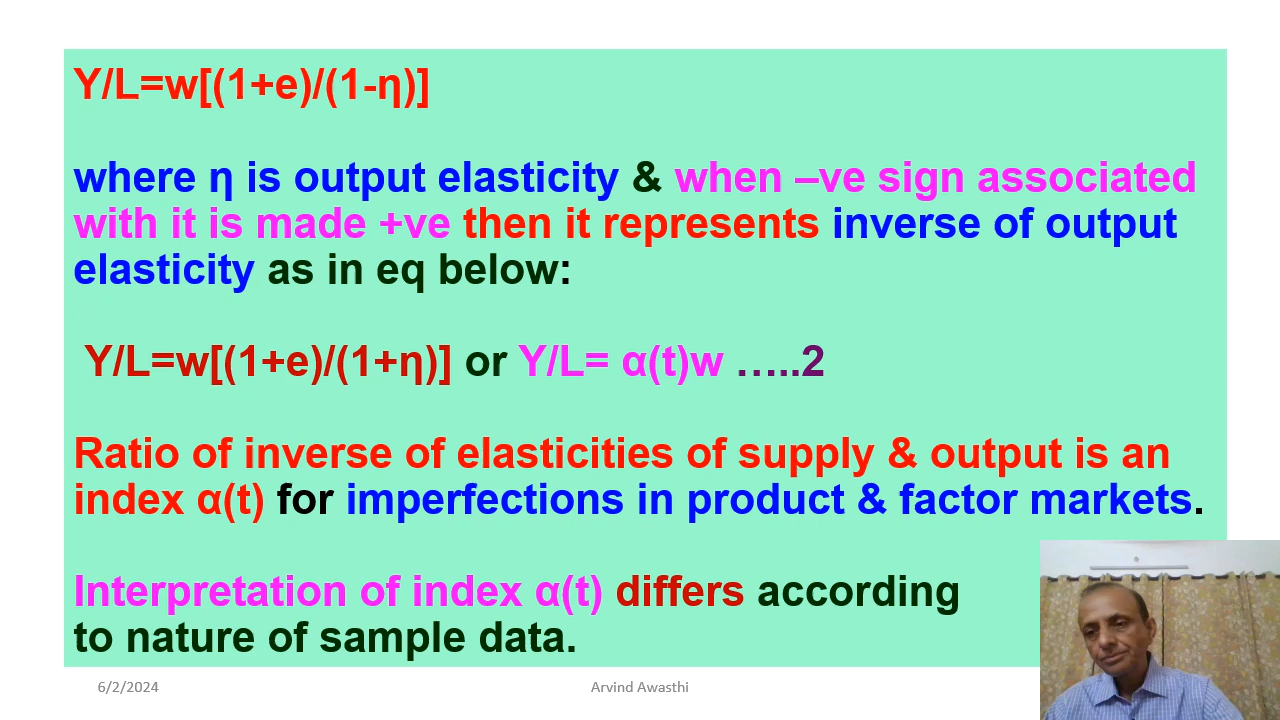 Y/L=w[(1+e)/(1-η)]
where η is output elasticity & when –ve sign associated
with it is made +ve then it represents inverse of output
elasticity as in eq below:
Y/L=w[(1+e)/(1+η)] or Y/L= α(t)w …..2
Ratio of inverse of elasticities of supply & output is an
index α(t) for imperfections in product & factor markets.
Interpretation of index α(t) differs according
to nature of sample data.
6/2/2024
Arvind Awasthi